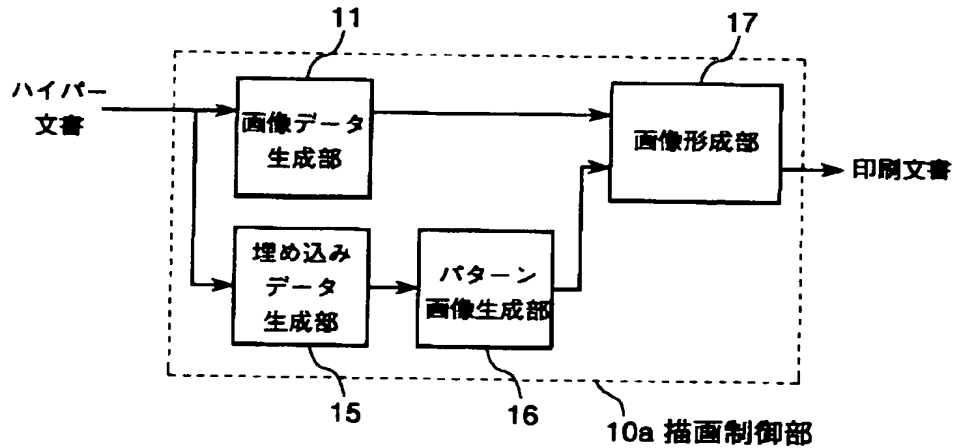 11
17
ハイパー
文書
画像データ
生成部
画像形成部
印刷文書
埋め込み
データ
生成部
パターン
画像生成部
15
16
10a 描画制御部